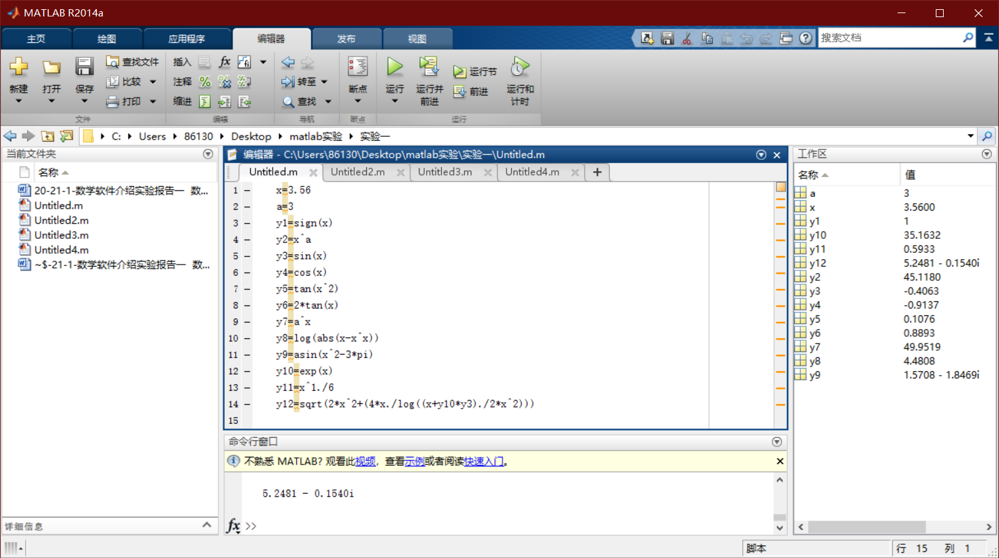 MATLAB R2014a
主页 绘图 应用程序 编辑器 发布 视图
搜索文档
新建 打开 保存 查找文件 比较 打印
文件
插入 fx
注释
缩进
编辑
转至
查找
导航
断点
断点
运行 运行并前进 运行节 前进 运行和计时
运行
C: Users 86130 Desktop matlab实验 实验一
当前文件夹
名称
20-21-1-数学软件介绍实验报告一 数...
Untitled.m
Untitled2.m
Untitled3.m
Untitled4.m
~$-21-1-数学软件介绍实验报告一 数...
详细信息
编辑器 - C:\Users\86130\Desktop\matlab实验\实验一\Untitled.m
Untitled.m Untitled2.m Untitled3.m Untitled4.m +
1 – x=3.56
2 – a=3
3 – y1=sign(x)
4 – y2=x^a
5 – y3=sin(x)
6 – y4=cos(x)
7 – y5=tan(x^2)
8 – y6=2*tan(x)
9 – y7=a^x
10 – y8=log(abs(x-x^x))
11 – y9=asin(x^2-3*pi)
12 – y10=exp(x)
13 – y11=x^1./6
14 – y12=sqrt(2*x^2+(4*x./log((x+y10*y3)./2*x^2)))
15
命令行窗口
不熟悉 MATLAB? 观看此视频，查看示例或者阅读快速入门。
5.2481 - 0.1540i
fx >>
工作区
名称 值
a 3
x 3.5600
y1 1
y10 35.1632
y11 0.5933
y12 5.2481 - 0.1540i
y2 45.1180
y3 -0.4063
y4 -0.9137
y5 0.1076
y6 0.8893
y7 49.9519
y8 4.4808
y9 1.5708 - 1.8469i
脚本 行 15 列 1